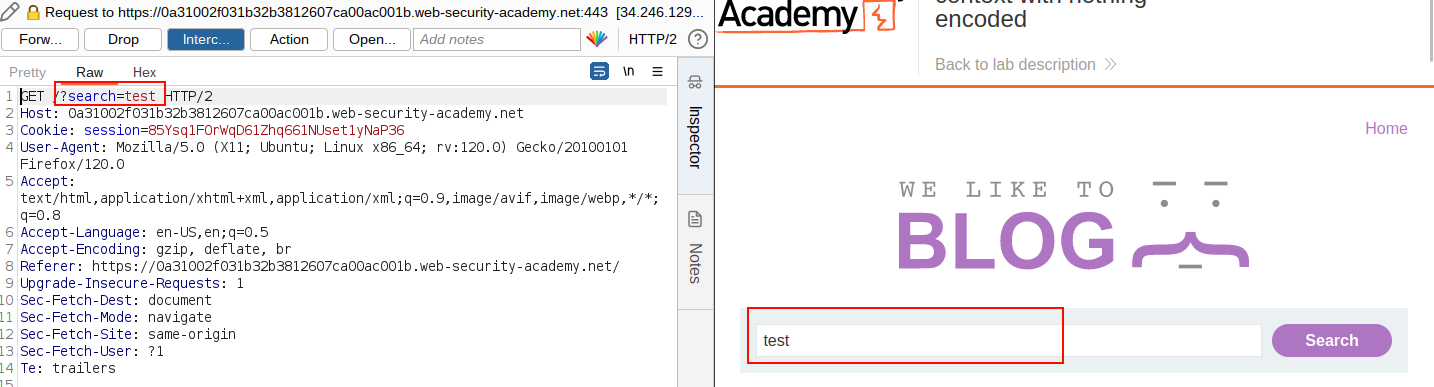 Request to https://0a31002f031b32b3812607ca00ac001b.web-security-academy.net:443 [34.246.129...
Forw... Drop Interc... Action Open... Add notes HTTP/2 ?
Pretty Raw Hex \n
1 GET /?search=test HTTP/2
2 Host: 0a31002f031b32b3812607ca00ac001b.web-security-academy.net
3 Cookie: session=85Ysq1F0rWqD61Zhq661NUset1yNaP36
4 User-Agent: Mozilla/5.0 (X11; Ubuntu; Linux x86_64; rv:120.0) Gecko/20100101
Firefox/120.0
5 Accept:
text/html,application/xhtml+xml,application/xml;q=0.9,image/avif,image/webp,*/*;
q=0.8
6 Accept-Language: en-US,en;q=0.5
7 Accept-Encoding: gzip, deflate, br
8 Referer: https://0a31002f031b32b3812607ca00ac001b.web-security-academy.net/
9 Upgrade-Insecure-Requests: 1
10 Sec-Fetch-Dest: document
11 Sec-Fetch-Mode: navigate
12 Sec-Fetch-Site: same-origin
13 Sec-Fetch-User: ?1
14 Te: trailers
15
Inspector
Notes
Academy
context with nothing
encoded
Back to lab description
Home
WE LIKE TO
BLOG
test
Search